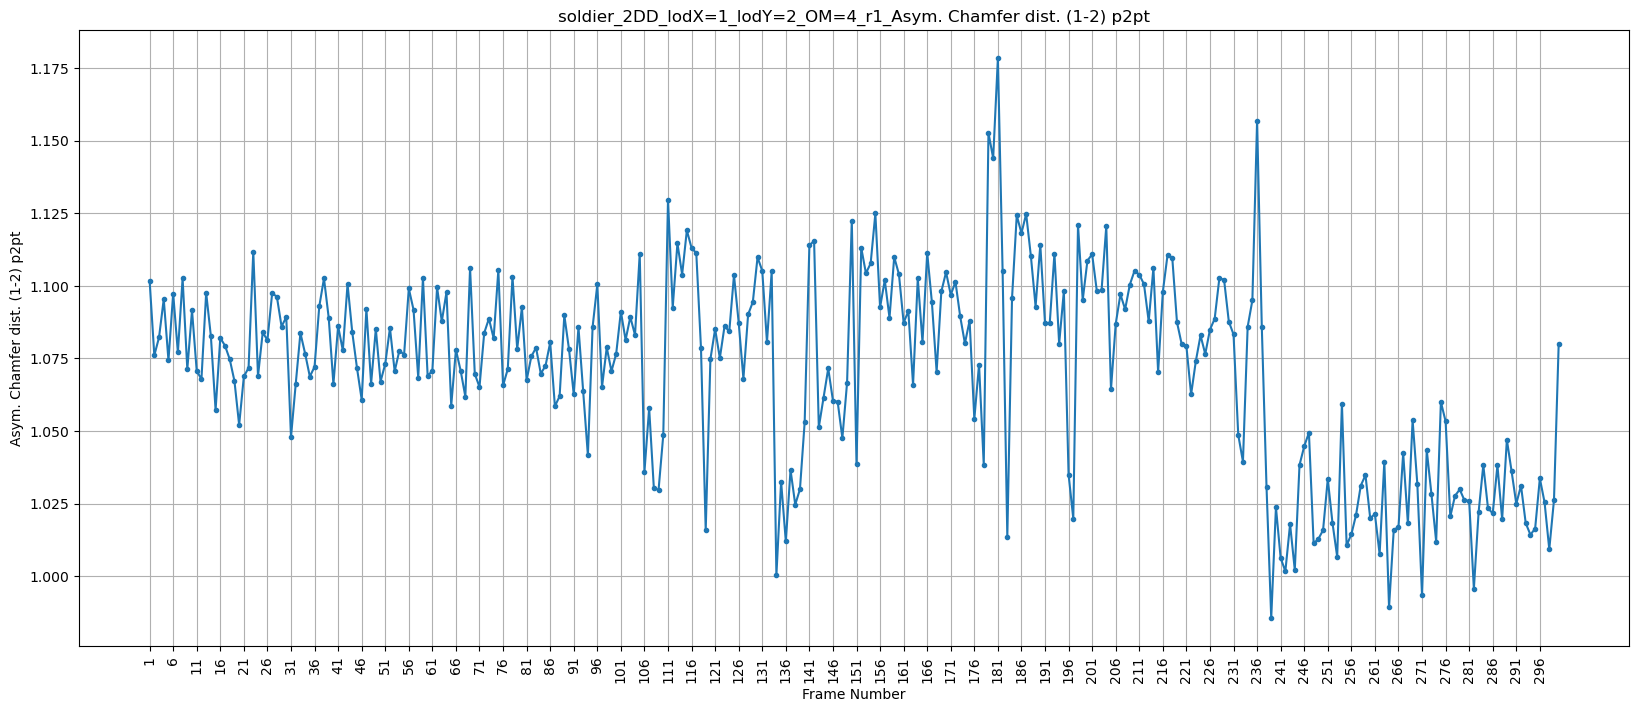 soldier_2DD_lodX=1_lodY=2_OM=4_r1_Asym. Chamfer dist. (1-2) p2pt
Asym. Chamfer dist. (1-2) p2pt
1.175
1.150
1.125
1.100
1.075
1.050
1.025
1.000
1 6 11 16 21 26 31 36 41 46 51 56 61 66 71 76 81 86 91 96 101 106 111 116 121 126 131 136 141 146 151 156 161 166 171 176 181 186 191 196 201 206 211 216 221 226 231 236 241 246 251 256 261 266 271 276 281 286 291 296
Frame Number